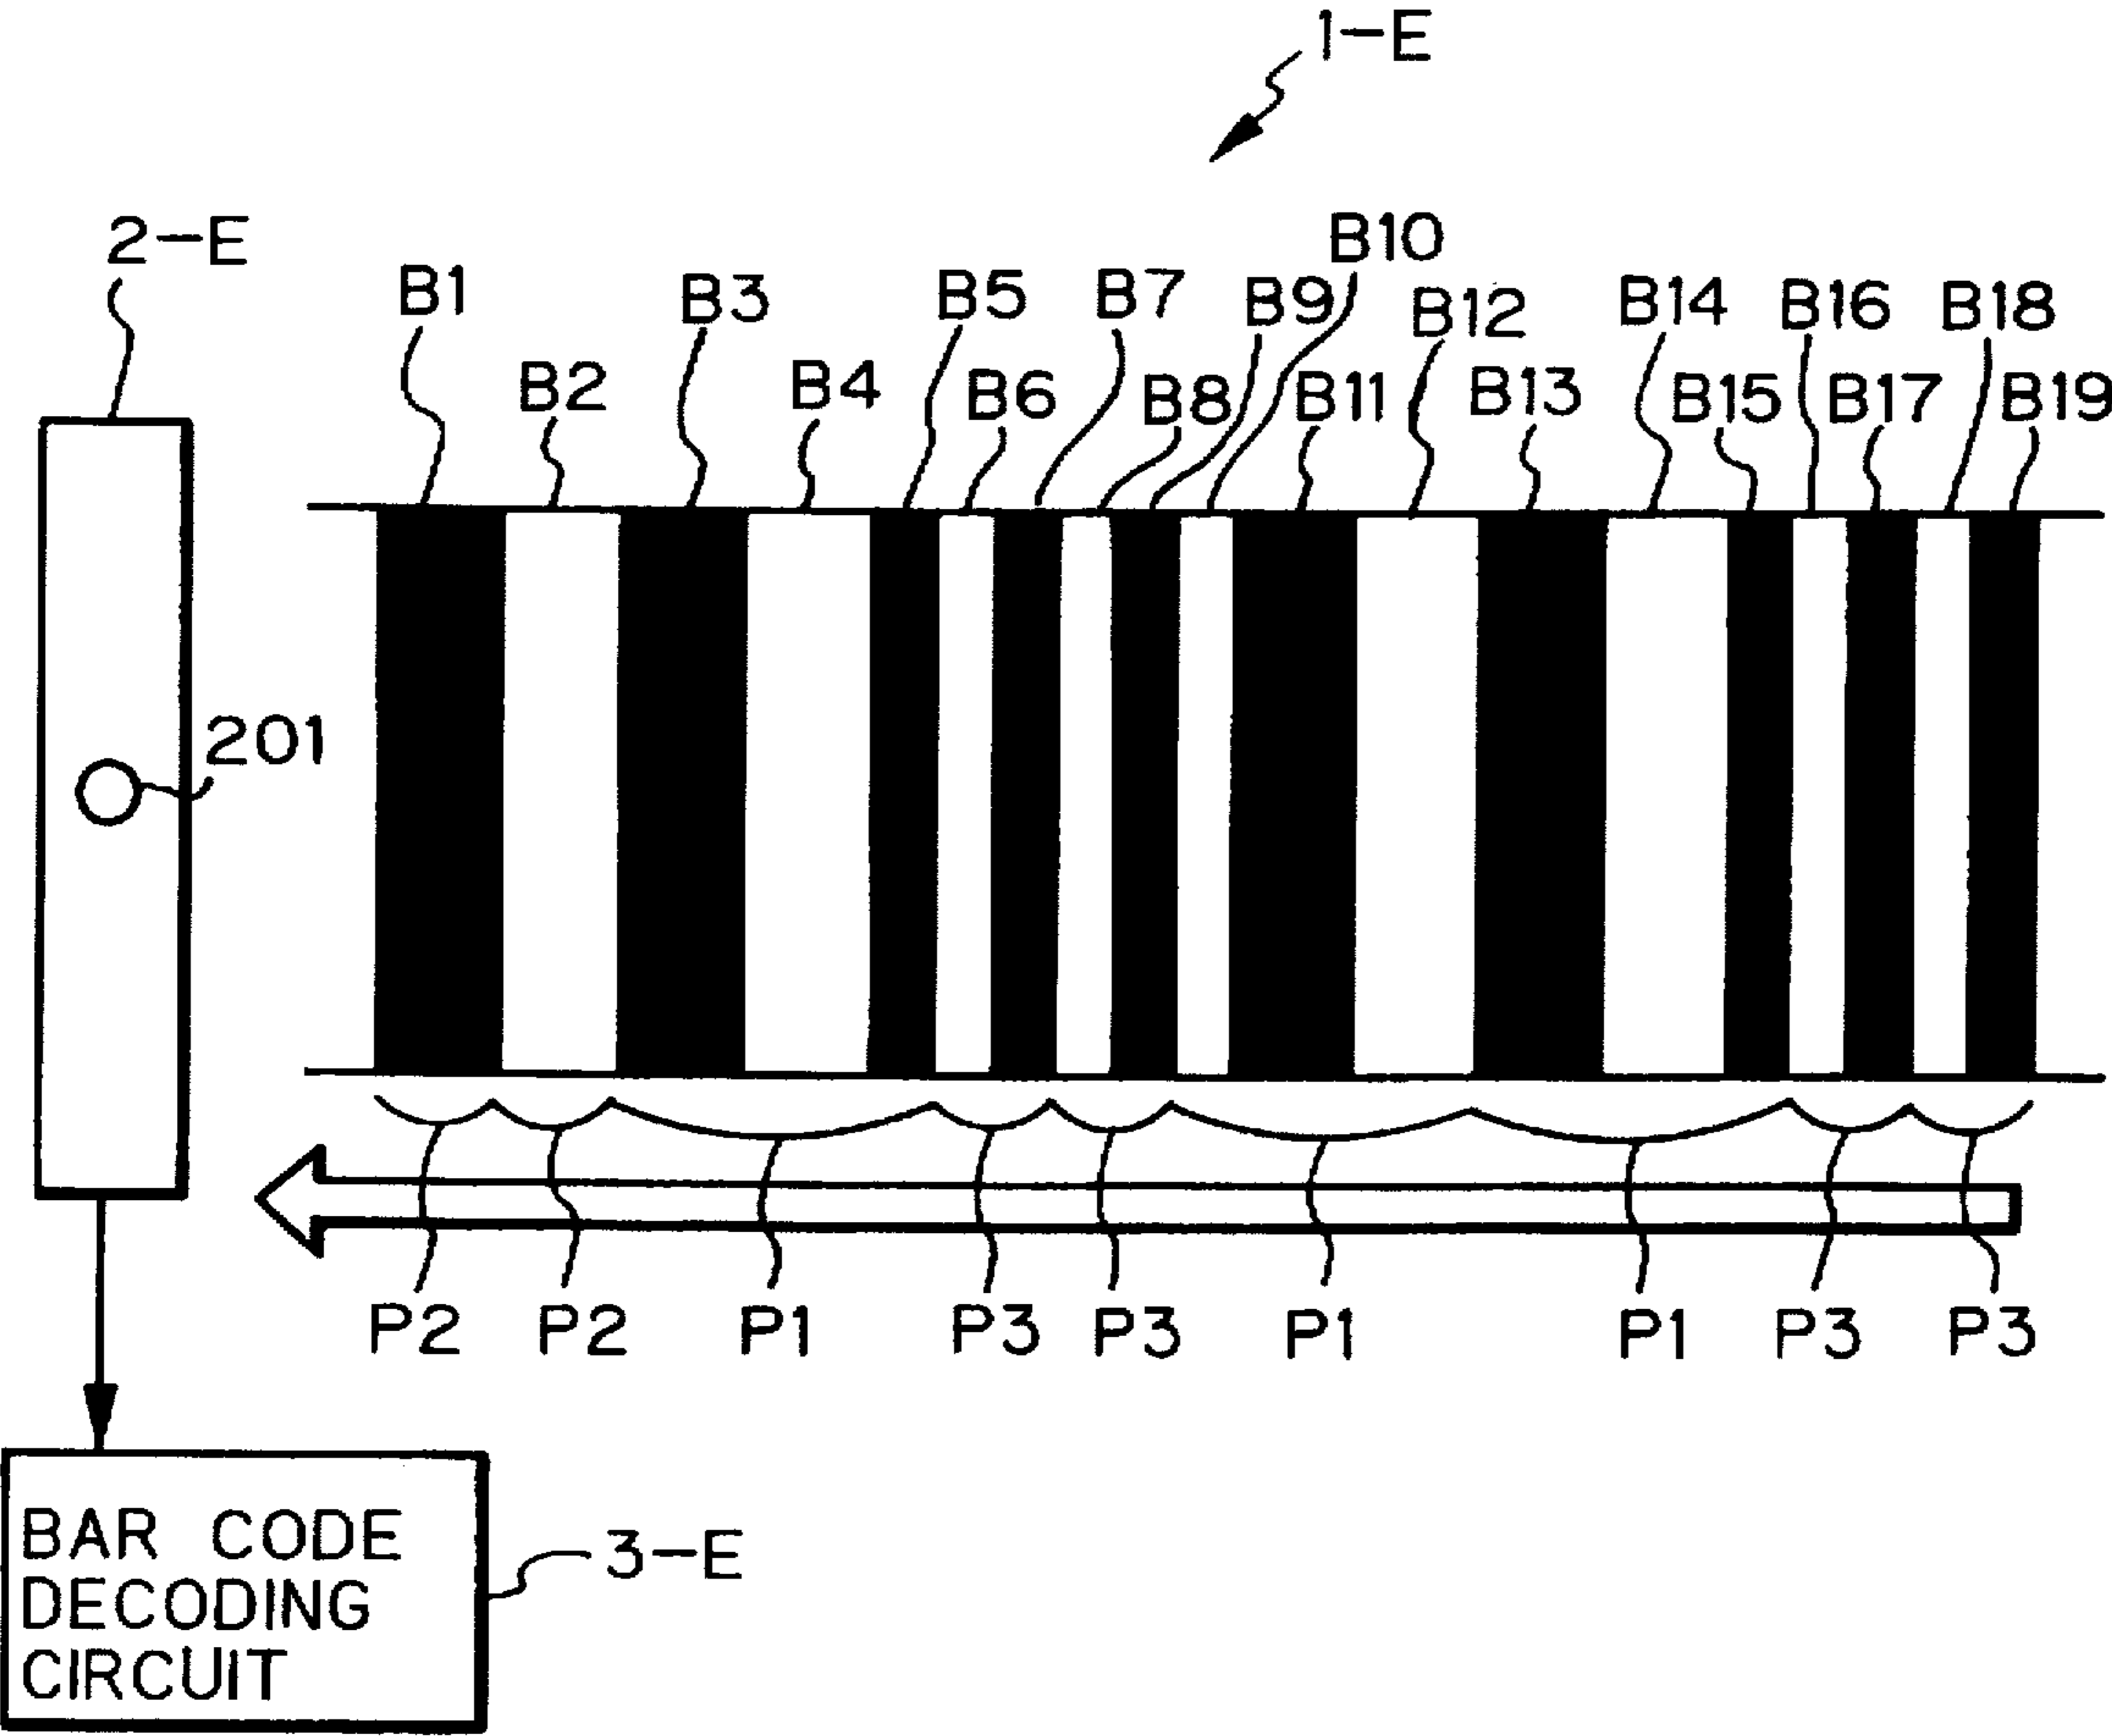 1-E
2-E
B1 B3 B5 B7 B9 B10 B12 B14 B16 B18
B2 B4 B6 B8 B11 B13 B15 B17 B19
201
P2 P2 P1 P3 P3 P1 P1 P3 P3
BAR CODE
DECODING
CIRCUIT
3-E